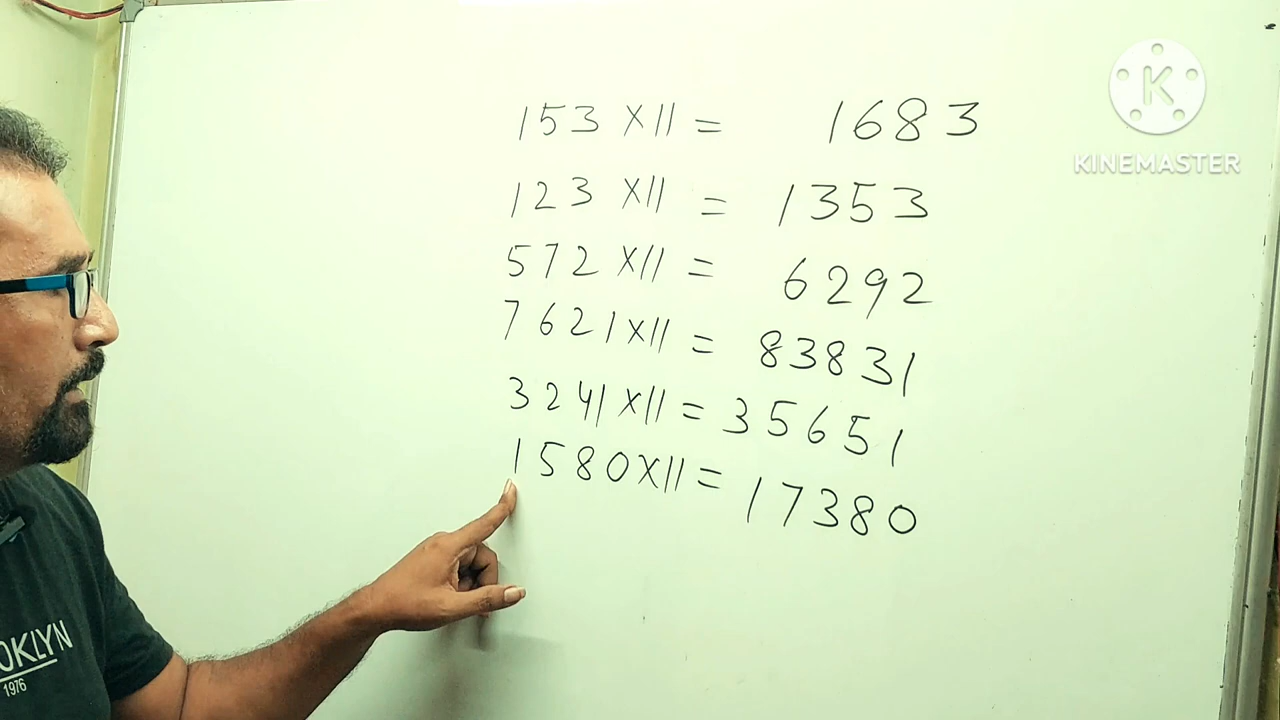 153 X11 = 1683
123 X11 = 1353
572 X11 = 6292
7621 X11 = 83831
3241 X11 = 35651
1580 X11 = 17380
K
KINEMASTER
OKLYN
1976